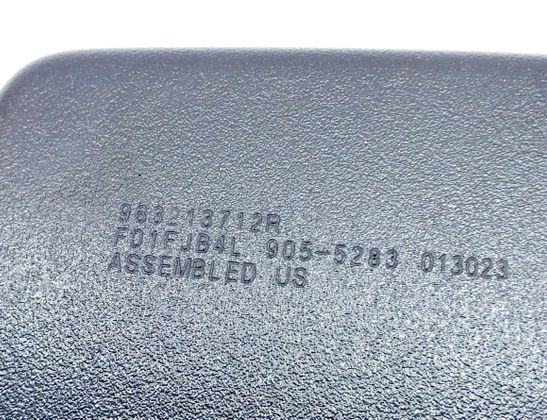 963213712R
F01FJB4L 905-5283 013023
ASSEMBLED US